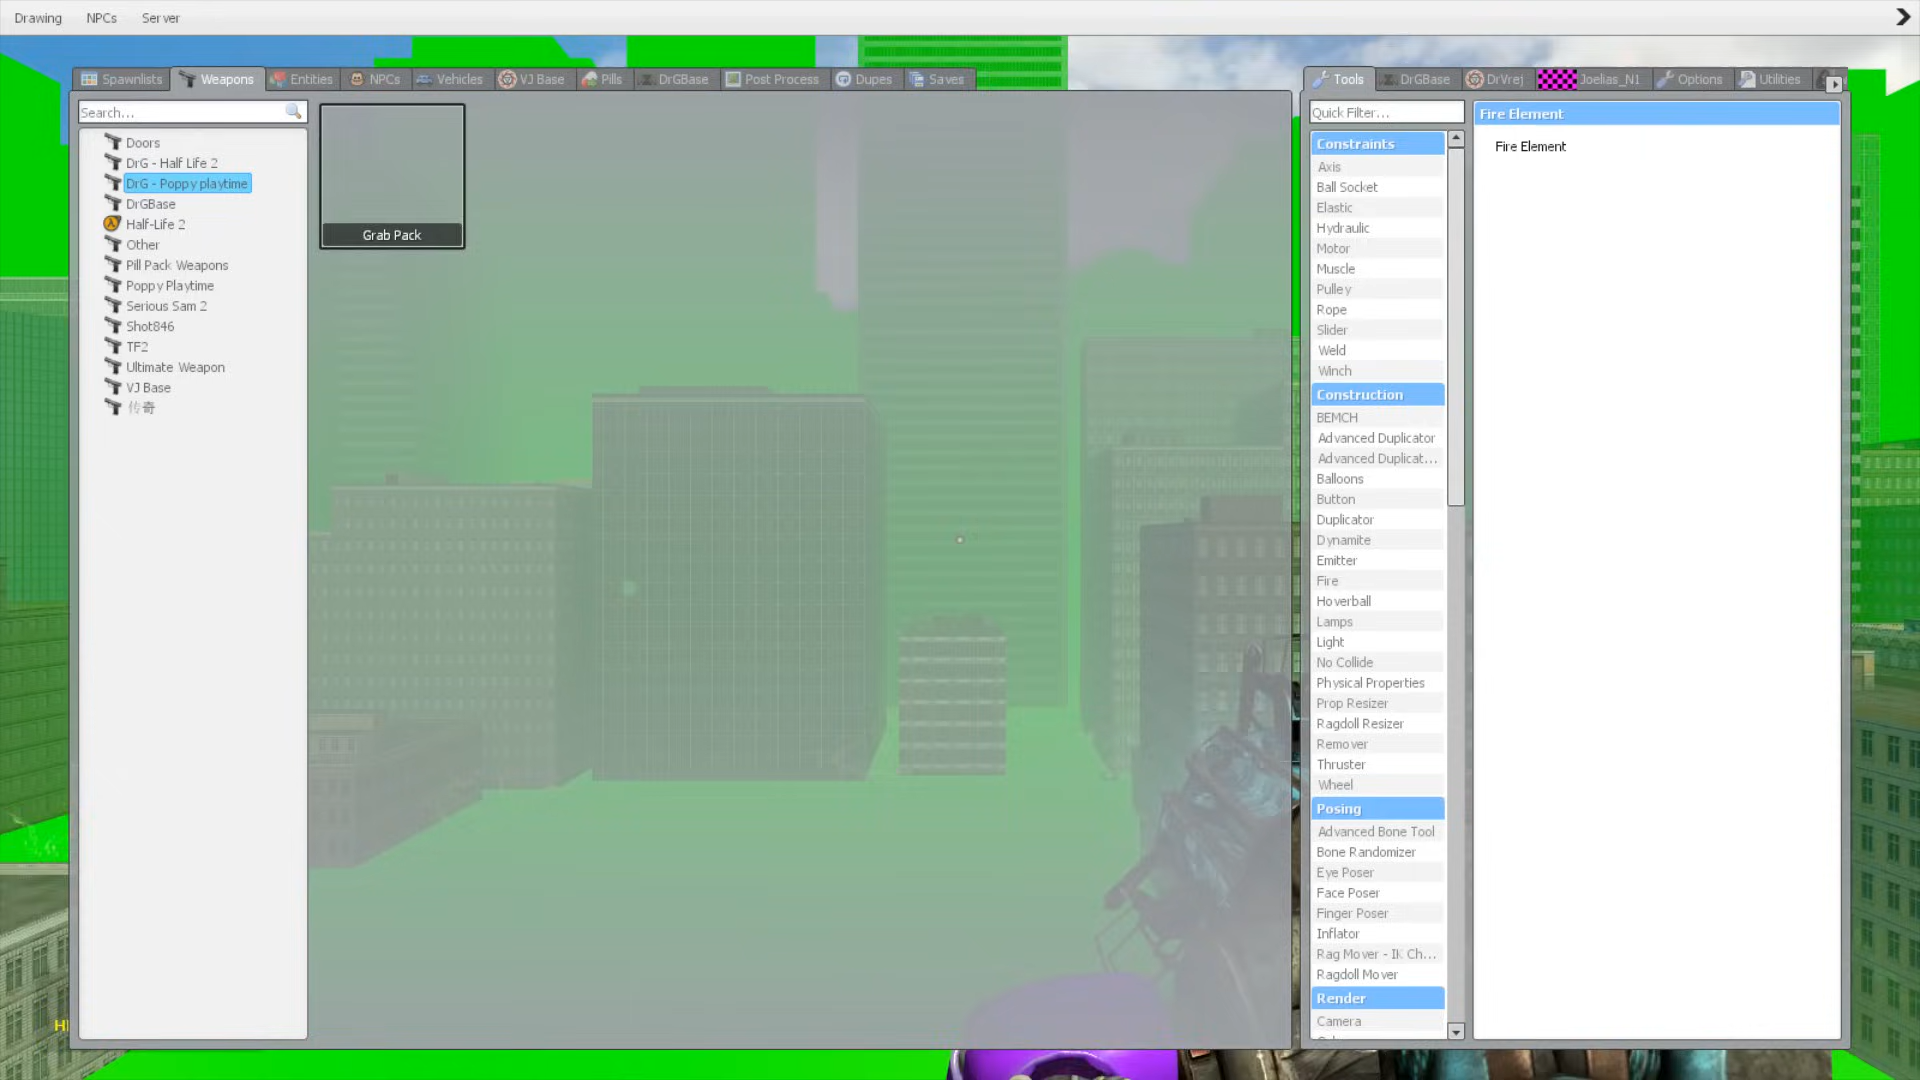 Drawing NPCs Server
Spawnlists Weapons Entities NPCs Vehicles VJ Base Pills DrGBase Post Process Dupes Saves
Search...
Doors
DrG - Half Life 2
DrG - Poppy playtime
DrGBase
Half-Life 2
Other
Pill Pack Weapons
Poppy Playtime
Serious Sam 2
Shot846
TF2
Ultimate Weapon
VJ Base
传奇
Grab Pack
Tools DrGBase DrVrej Joelias_N1 Options Utilities
Quick Filter...
Constraints
Axis
Ball Socket
Elastic
Hydraulic
Motor
Muscle
Pulley
Rope
Slider
Weld
Winch
Construction
BEMCH
Advanced Duplicator
Advanced Duplicat...
Balloons
Button
Duplicator
Dynamite
Emitter
Fire
Hoverball
Lamps
Light
No Collide
Physical Properties
Prop Resizer
Ragdoll Resizer
Remover
Thruster
Wheel
Posing
Advanced Bone Tool
Bone Randomizer
Eye Poser
Face Poser
Finger Poser
Inflator
Rag Mover - IK Ch...
Ragdoll Mover
Render
Camera
Fire Element
Fire Element